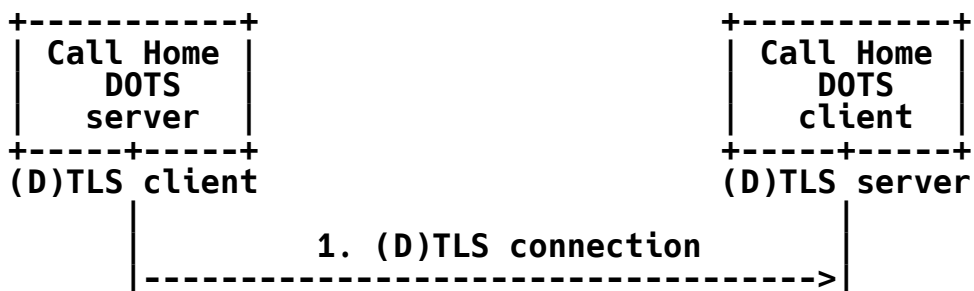 +-----------+                                      +-----------+
| Call Home |                                      | Call Home |
|    DOTS   |                                      |    DOTS   |
|   server  |                                      |   client  |
+-----+-----+                                      +-----+-----+
(D)TLS client                                      (D)TLS server
      |                                                  |
      |         1. (D)TLS connection                     |
      |----------------------------------->|